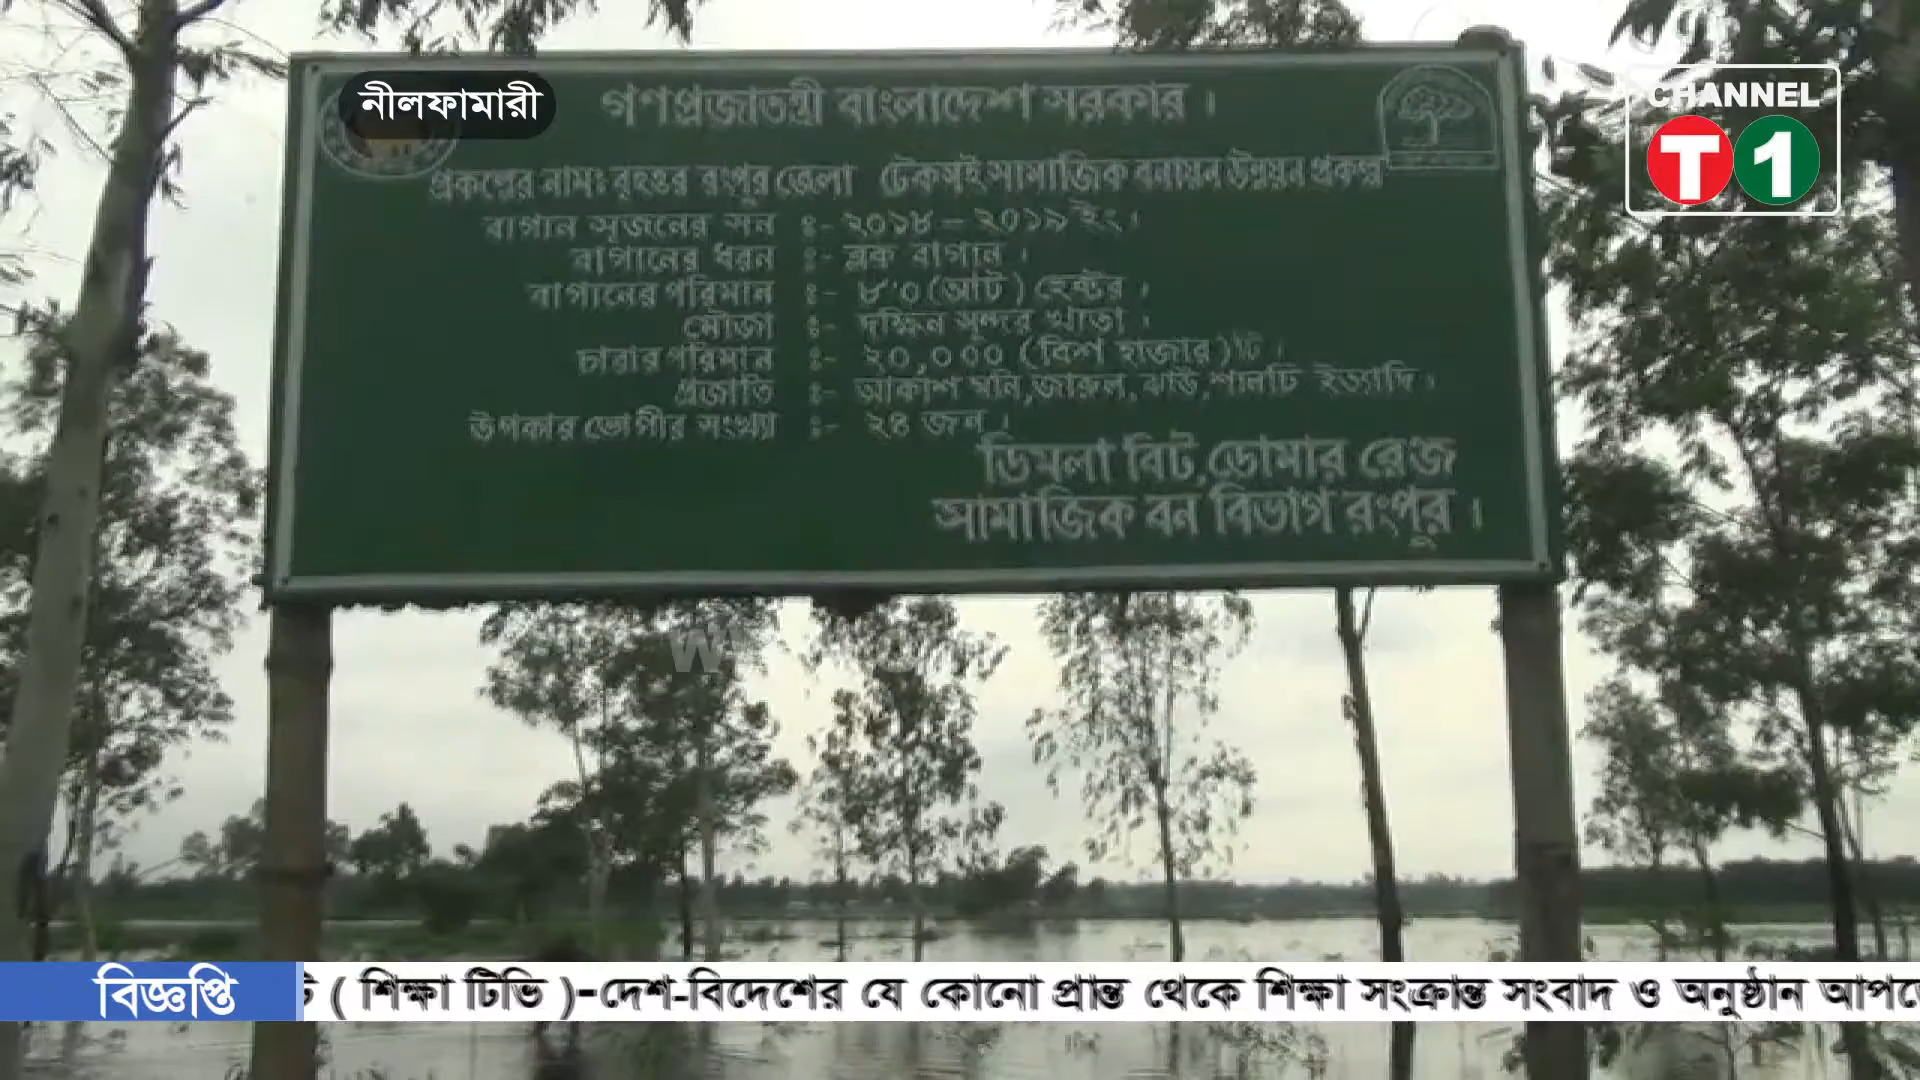 নীলফামারী
গণপ্রজাতন্ত্রী বাংলাদেশ সরকার।
CHANNEL
T1
প্রকল্পের নামঃ বৃহত্তর রংপুর জেলা টেকসই সামাজিক বনায়ন উন্নয়ন প্রকল্প
বাগান সৃজনের সন ঃ- ২০১৮ – ২০১৯ ইং।
বাগানের ধরন ঃ- ব্লক বাগান।
বাগানের পরিমান ঃ- ৮'০ (আট) হেক্টর।
মৌজা ঃ- দক্ষিন সুন্দর খাতা।
চারার পরিমান ঃ- ২০,০০০ (বিশ হাজার) টি।
প্রজাতি ঃ- আকাশ মনি, জারুল, ঝাউ, ইত্যাদি।
উপকার ভোগীর সংখ্যা ঃ- ২৪ জন।
ডিমলা বিট, ডোমার রেঞ্জ
সামাজিক বন বিভাগ রংপুর।
বিজ্ঞপ্তি ( শিক্ষা টিভি )-দেশ-বিদেশের যে কোনো প্রান্ত থেকে শিক্ষা সংক্রান্ত সংবাদ ও অনুষ্ঠান